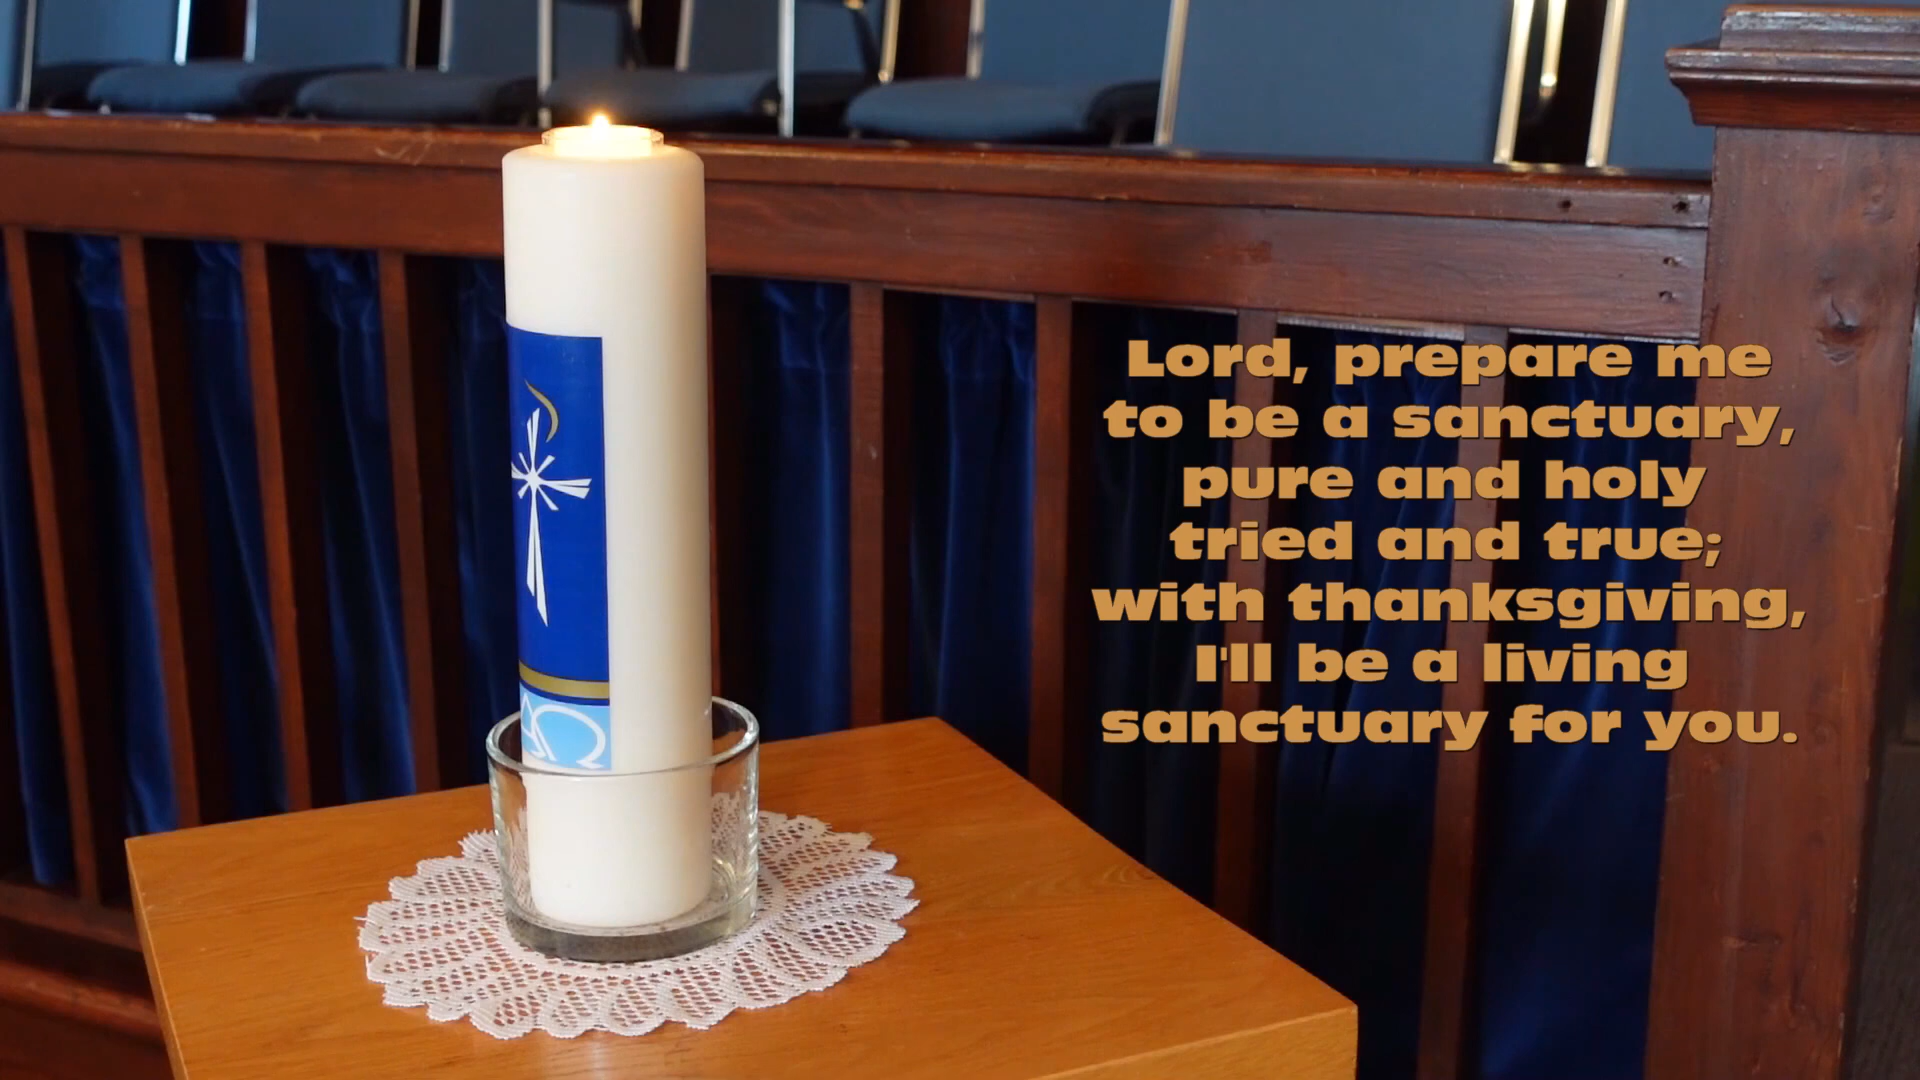 Lord, prepare me
to be a sanctuary,
pure and holy
tried and true;
with thanksgiving,
I'll be a living
sanctuary for you.